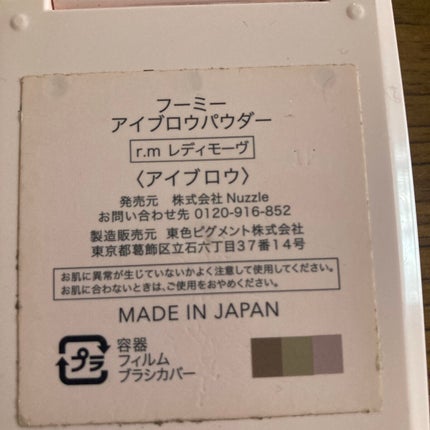 フーミー
アイブロウパウダー
r.m レディモーヴ
〈アイブロウ〉
発売元 株式会社 Nuzzle
お問い合わせ先 0120-916-852
製造販売元 東色ピグメント株式会社
東京都葛飾区立石六丁目37番14号
お肌に異常が生じていないかよく注意して使用してください。
お肌に合わないときは、ご使用をおやめください。
MADE IN JAPAN
プラ
容器
フィルム
ブラシカバー